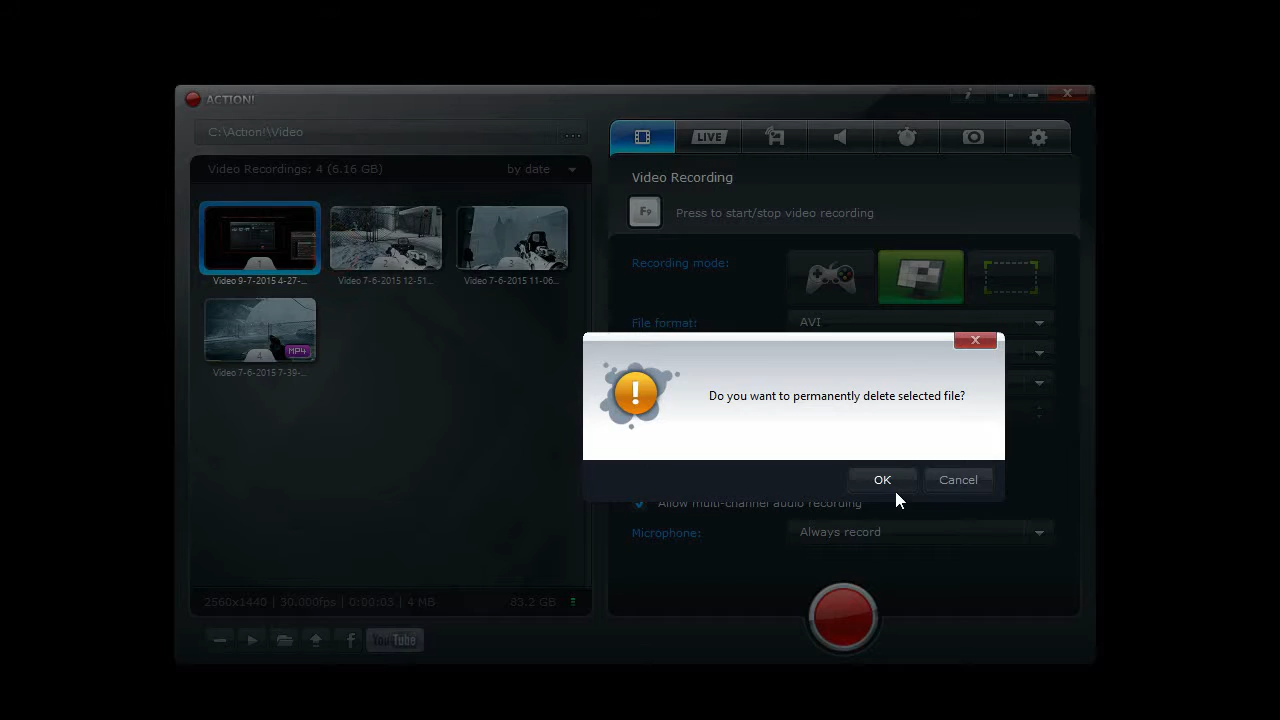 ACTION!
C:\Action!\Video
...
LIVE
Video Recordings: 4 (6.16 GB)
by date
Video Recording
F9
Press to start/stop video recording
Recording mode:
Video 9-7-2015 4-27-...
Video 7-6-2015 12-51...
Video 7-6-2015 11-06...
File format:
AVI
4
MP4
Video 7-6-2015 7-39-...
Do you want to permanently delete selected file?
OK
Cancel
Allow multi-channel audio recording
Microphone:
Always record
2560x1440 | 30.000fps | 0:00:03 | 4 MB
83.2 GB
f
YouTube